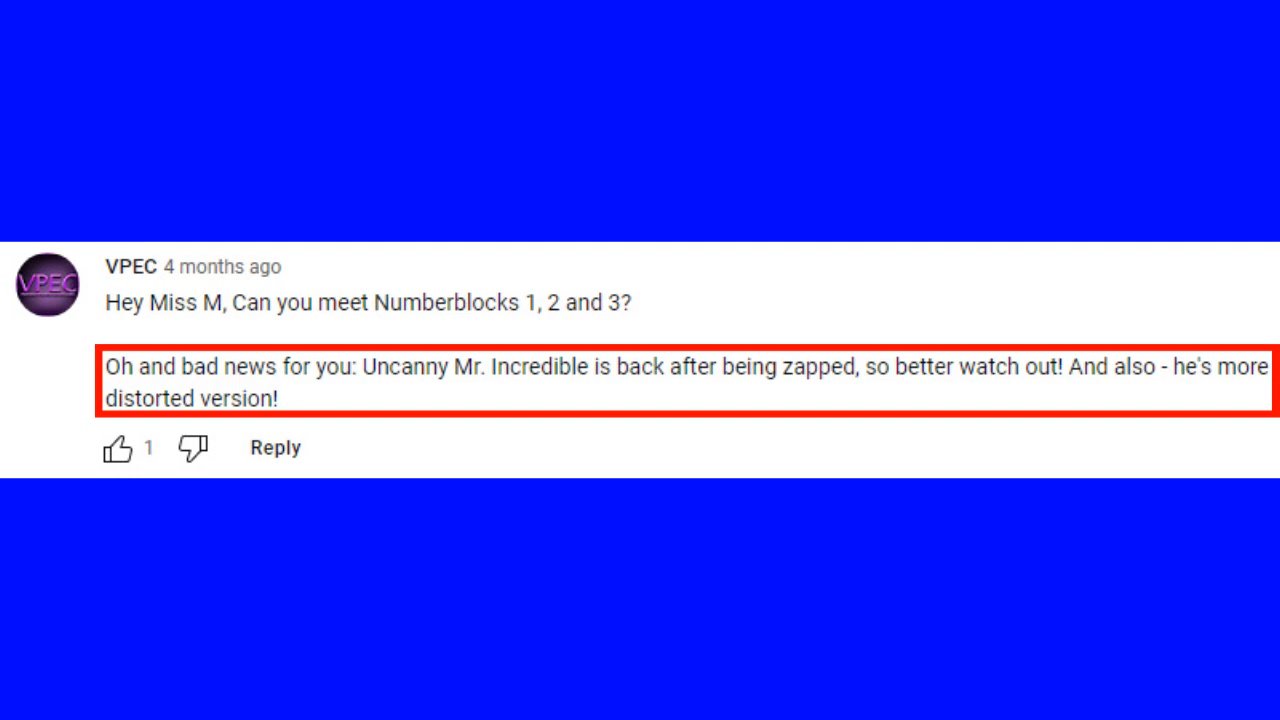 VPEC
VPEC 4 months ago
Hey Miss M, Can you meet Numberblocks 1, 2 and 3?
Oh and bad news for you: Uncanny Mr. Incredible is back after being zapped, so better watch out! And also - he's more
distorted version!
1 Reply